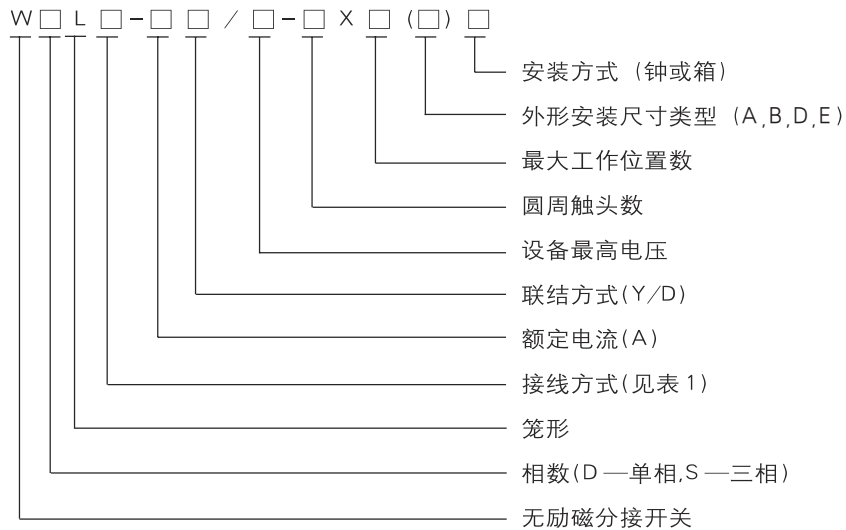 W□L□-□□/□-□X□(□)□
安装方式 (钟或箱)
外形安装尺寸类型 (A,B,D,E)
最大工作位置数
圆周触头数
设备最高电压
联结方式(Y/D)
额定电流(A)
接线方式(见表1)
笼形
相数(D—单相,S—三相)
无励磁分接开关